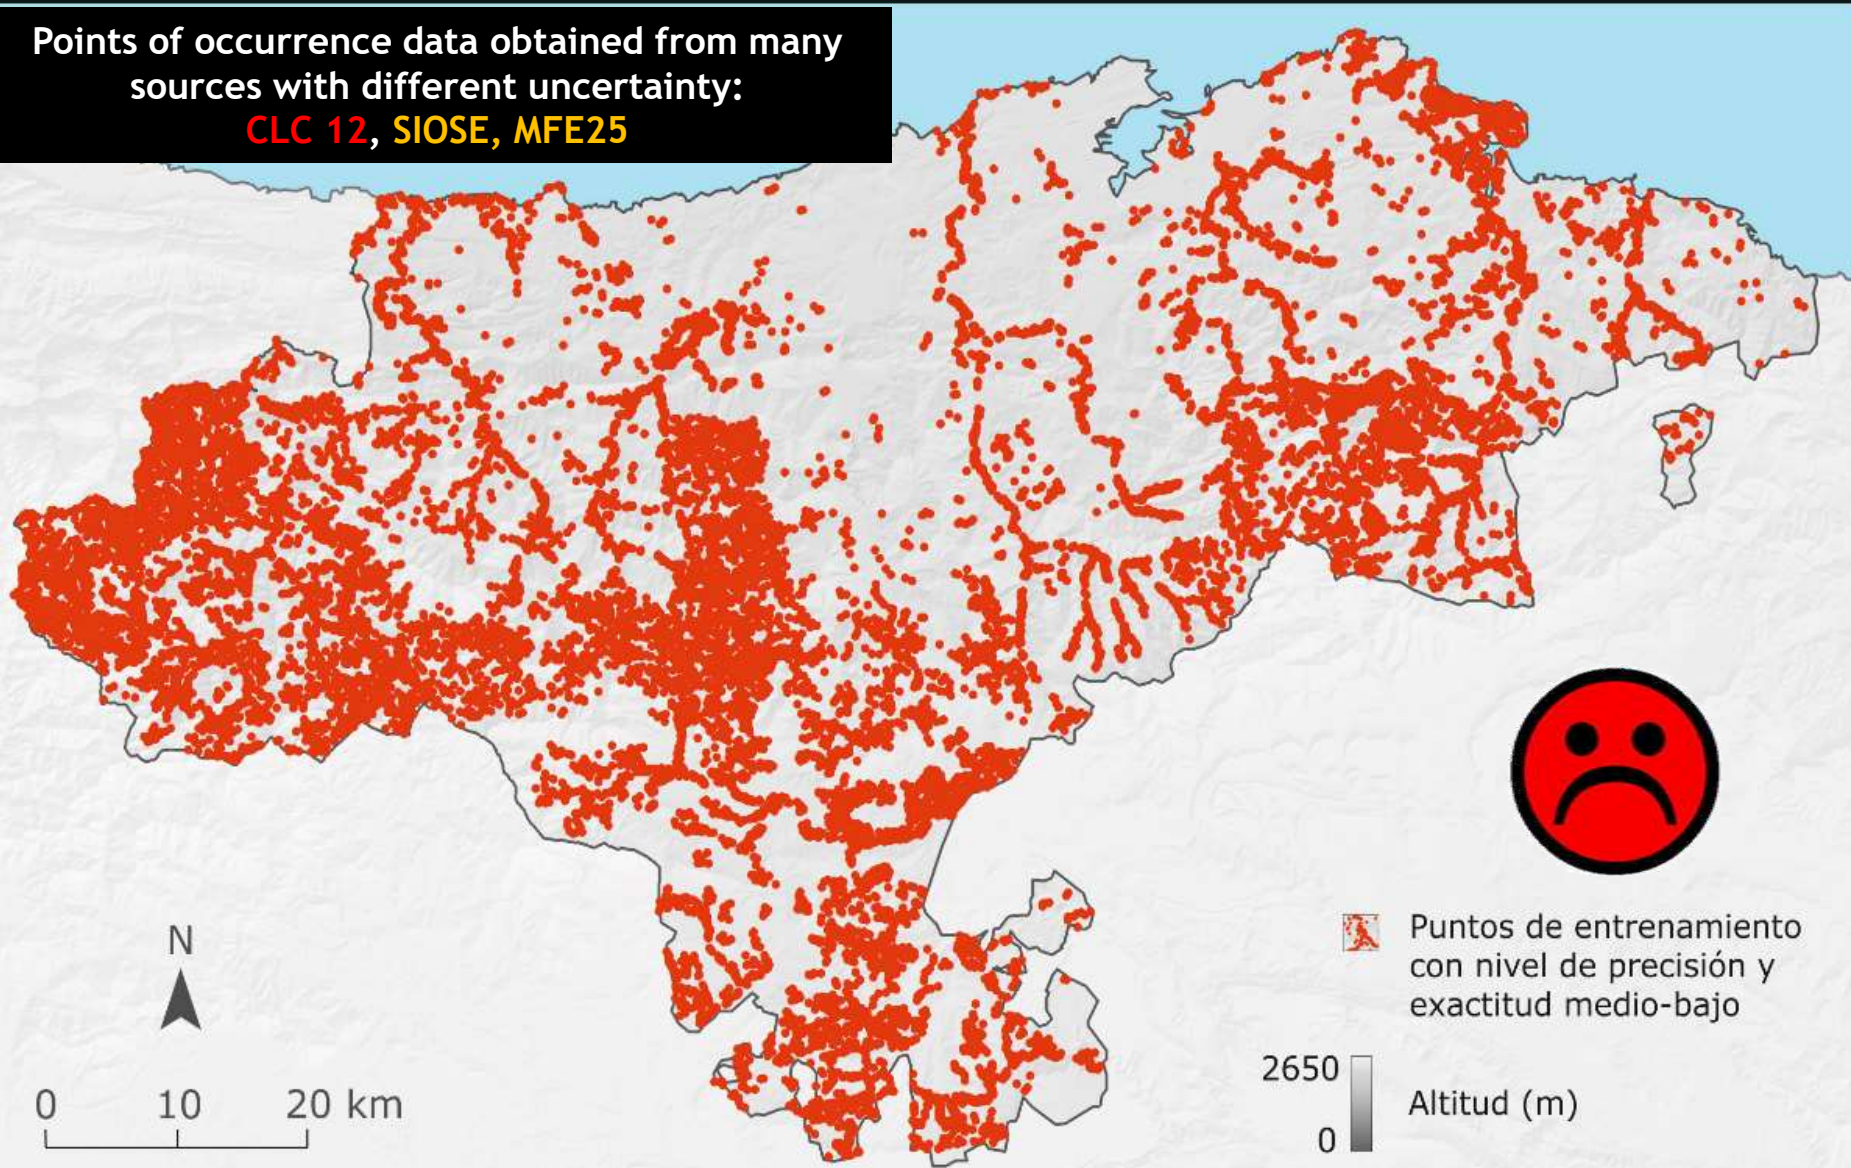 Points of occurrence data obtained from many
sources with different uncertainty:
CLC 12, SIOSE, MFE25
N
0 10 20 km
Puntos de entrenamiento
con nivel de precisión y
exactitud medio-bajo
2650
Altitud (m)
0